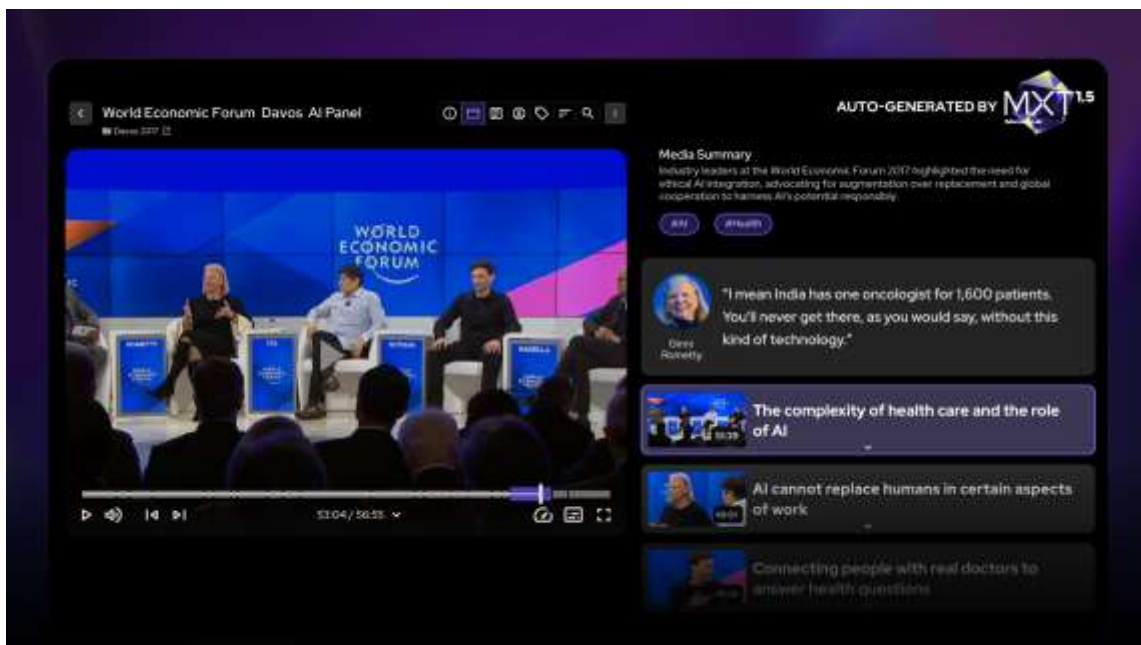 World Economic Forum Davos AI Panel
Davos 2017
AUTO-GENERATED BY MXT1.5
WORLD
ECONOMIC
FORUM
53:04 / 56:55
Media Summary
Industry leaders at the World Economic Forum 2017 highlighted the need for
ethical AI integration, advocating for augmentation over replacement and global
cooperation to harness AI's potential responsibly.
#AI
#Health
"I mean India has one oncologist for 1,600 patients.
You'll never get there, as you would say, without this
kind of technology."
Ginni
Rometty
The complexity of health care and the role
of AI
AI cannot replace humans in certain aspects
of work
Connecting people with real doctors to
answer health questions